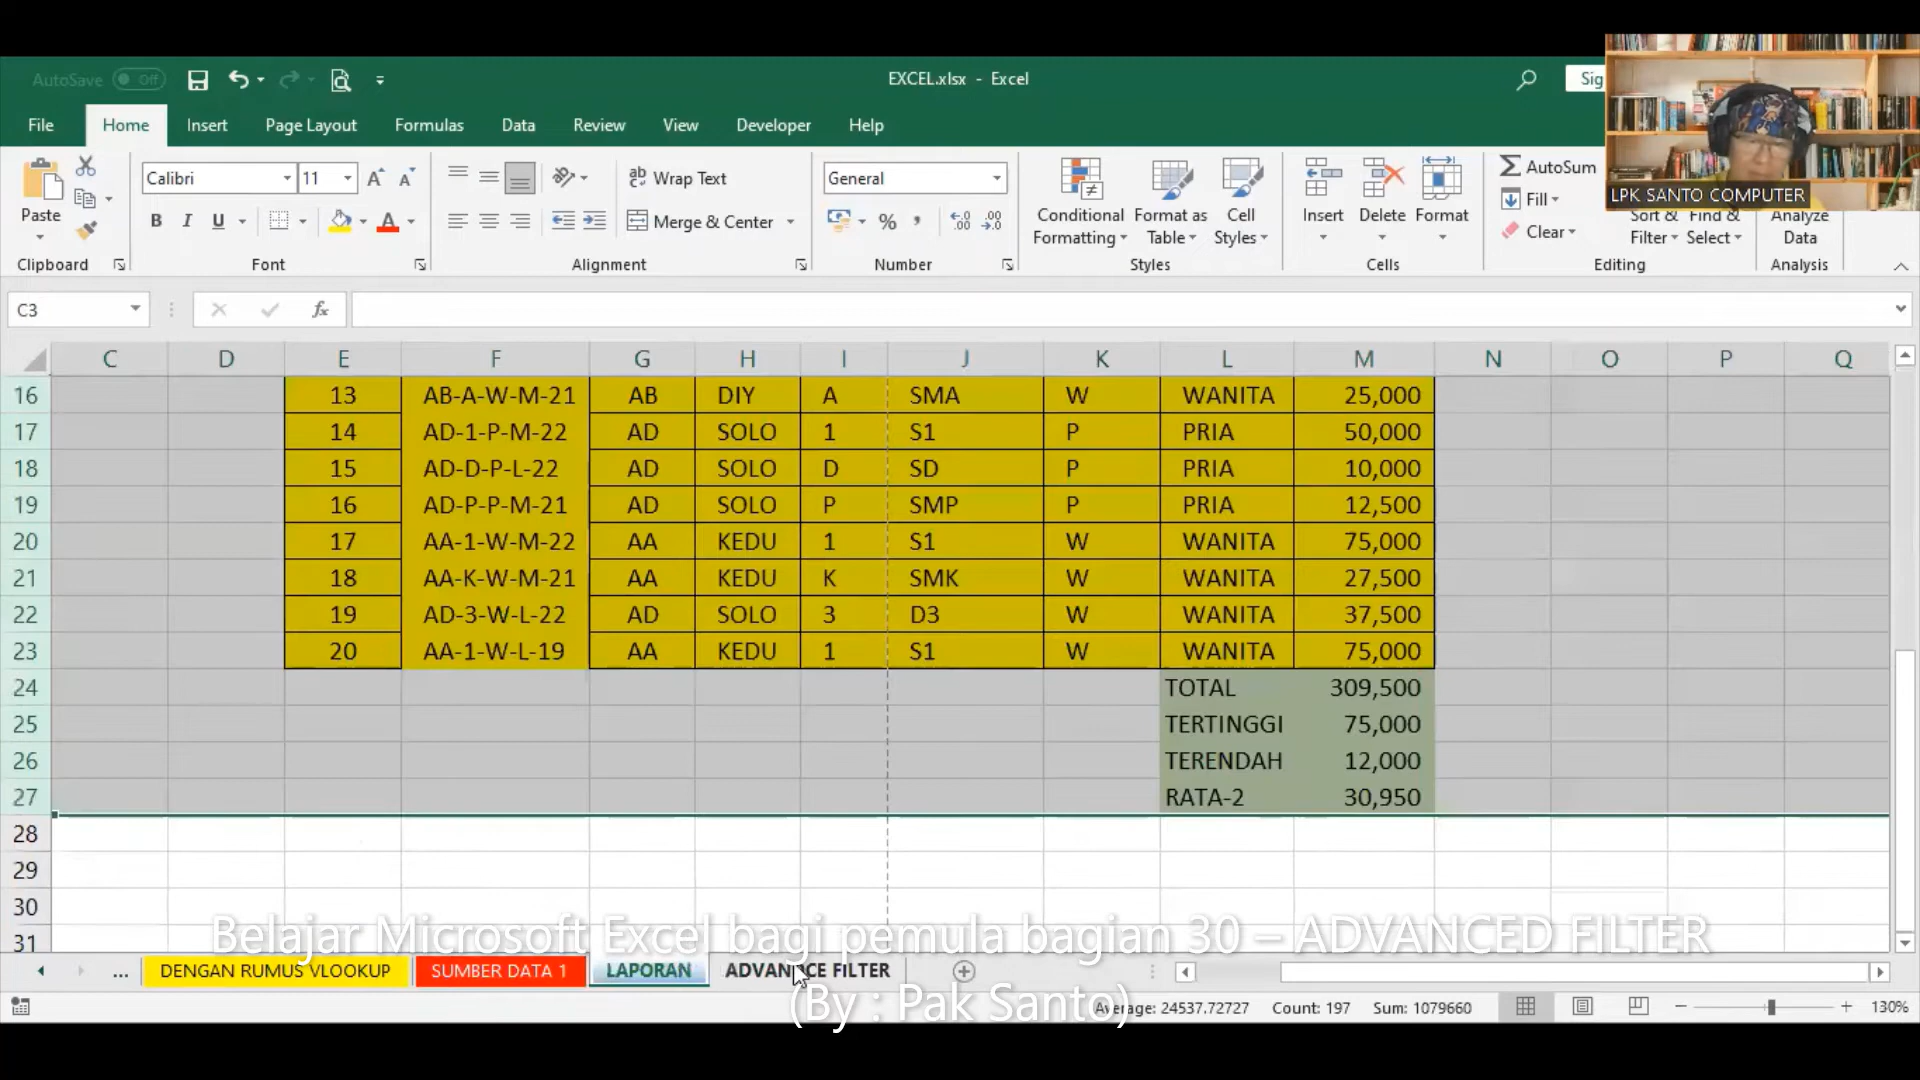 AutoSave Off EXCEL.xlsx - Excel Sig
File Home Insert Page Layout Formulas Data Review View Developer Help
Paste Calibri 11 Wrap Text General Conditional Formatting Format as Table Cell Styles Insert Delete Format AutoSum
B I U Merge & Center % Fill
Clear Sort & Filter Find & Select Analyze Data
LPK SANTO COMPUTER
Clipboard Font Alignment Number Styles Cells Editing Analysis
C3 fx
C D E F G H I J K L M N O P Q
16 13 AB-A-W-M-21 AB DIY A SMA W WANITA 25,000
17 14 AD-1-P-M-22 AD SOLO 1 S1 P PRIA 50,000
18 15 AD-D-P-L-22 AD SOLO D SD P PRIA 10,000
19 16 AD-P-P-M-21 AD SOLO P SMP P PRIA 12,500
20 17 AA-1-W-M-22 AA KEDU 1 S1 W WANITA 75,000
21 18 AA-K-W-M-21 AA KEDU K SMK W WANITA 27,500
22 19 AD-3-W-L-22 AD SOLO 3 D3 W WANITA 37,500
23 20 AA-1-W-L-19 AA KEDU 1 S1 W WANITA 75,000
24 TOTAL 309,500
25 TERTINGGI 75,000
26 TERENDAH 12,000
27 RATA-2 30,950
28
29
30
31
Belajar Microsoft Excel bagi pemula bagian 30 – ADVANCED FILTER
... DENGAN RUMUS VLOOKUP SUMBER DATA 1 LAPORAN ADVANCE FILTER
(By : Pak Santo)
Average: 24537.72727 Count: 197 Sum: 1079660 130%